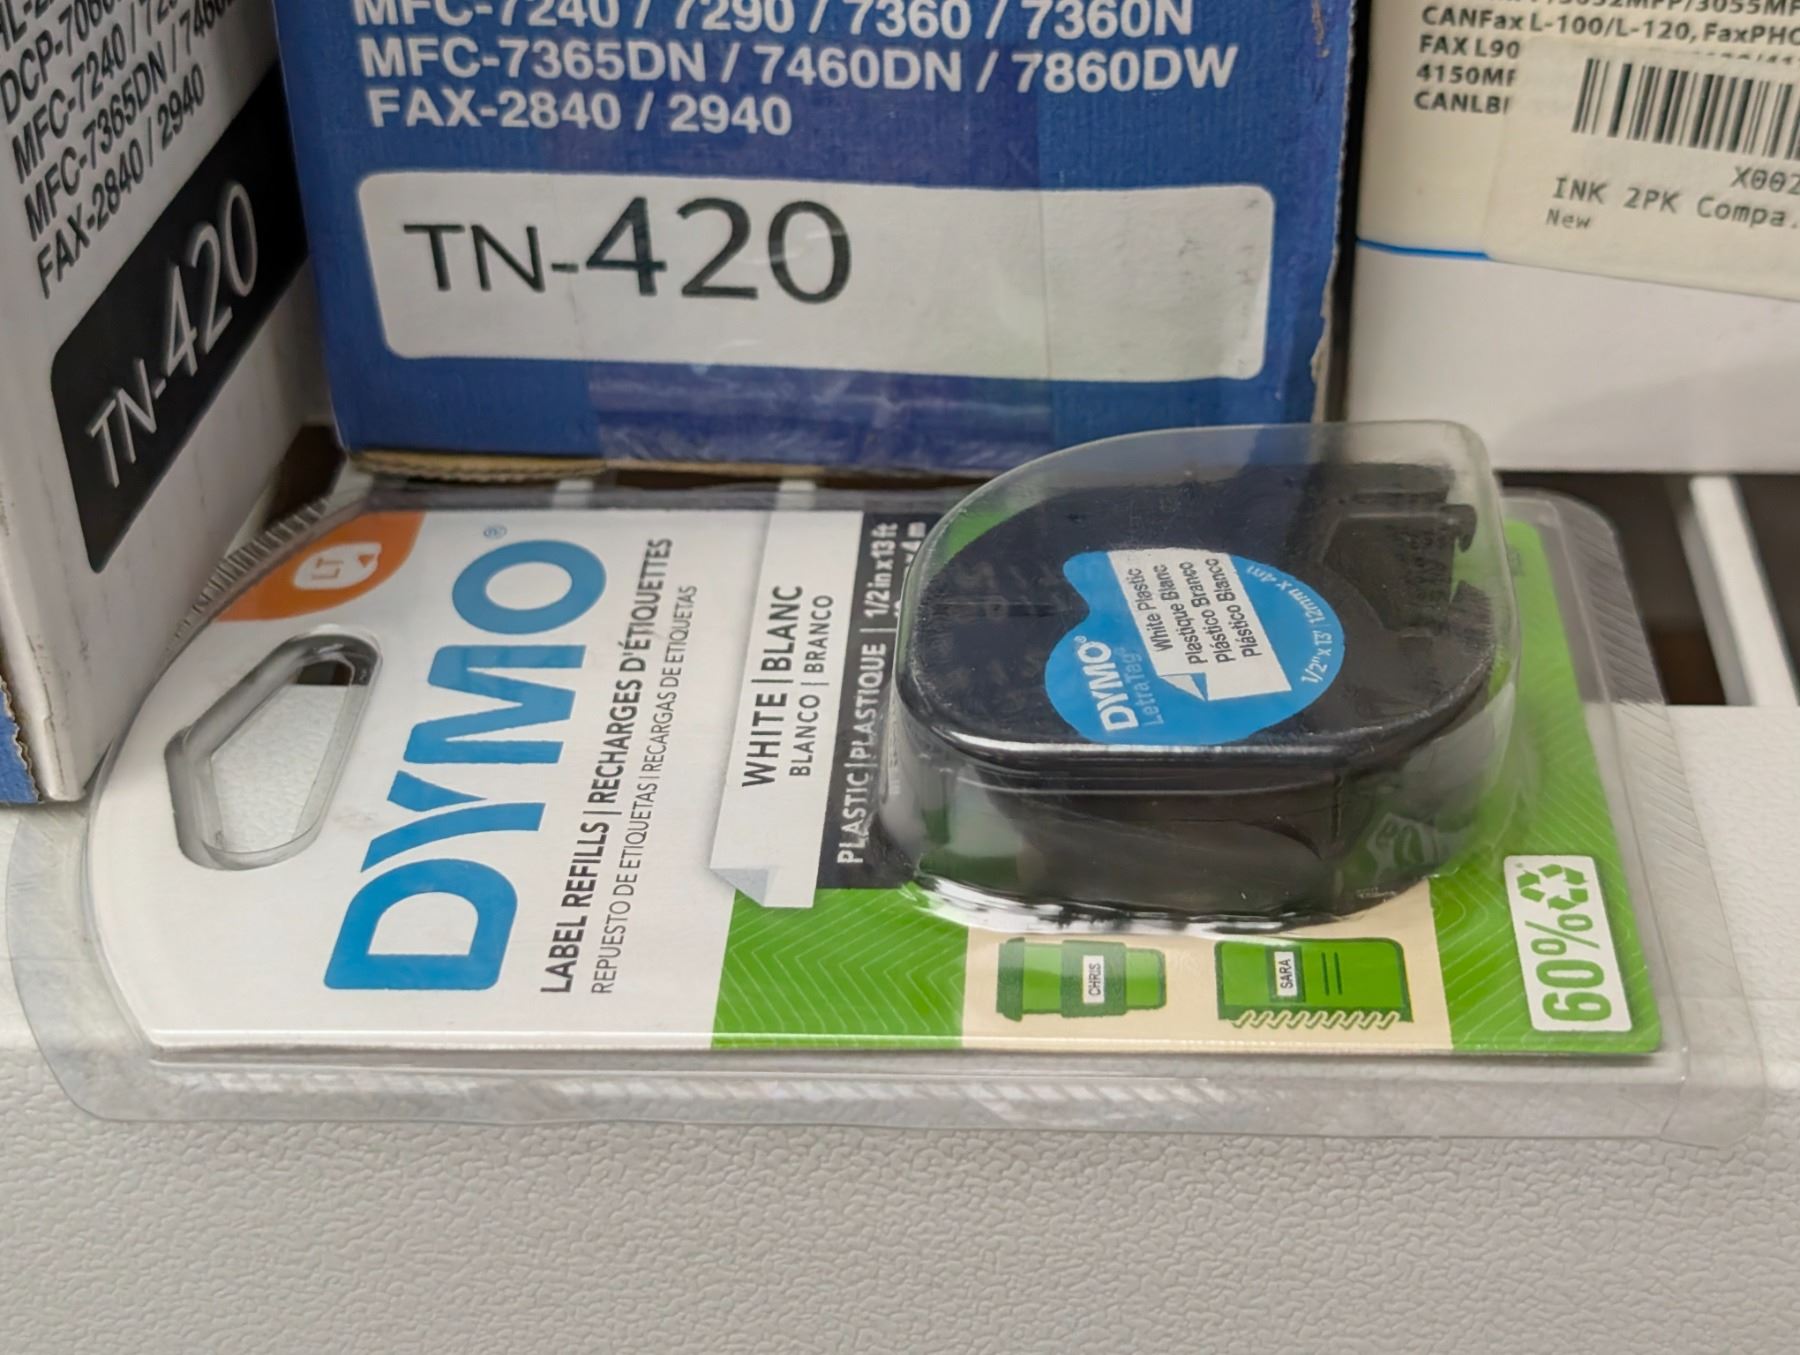 MFC-7240 /
MFC-7365DN /
FAX-2840 / 2940
TN-420
MFC-7240 / 7290 / 7360 / 7360N
MFC-7365DN / 7460DN / 7860DW
FAX-2840 / 2940
TN-420
CANFax L-100/L-120,
FAX L90
INK 2PK Compa.
New
LT
DYMO®
LABEL REFILLS | RECHARGES D'ÉTIQUETTES
REPUESTO DE ETIQUETAS | RECARGAS DE ETIQUETAS
WHITE | BLANC
BLANCO | BRANCO
PLASTIC | PLASTIQUE | 1/2 in x 13 ft
DYMO®
LetraTag®
White Plastic
Plastique Blanc
Plástico Branco
Plástico Blanco
1/2" x 13' | 12mm x 4m
CHRIS
SARA
60%